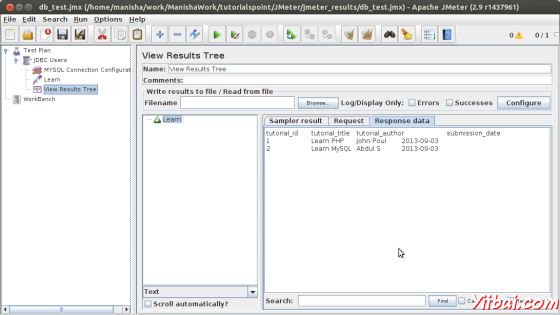 db_test.jmx (/home/manisha/work/ManishaWork/tutorialspoint/JMeter/jmeter_results/db_test.jmx) - Apache JMeter (2.9 r1437961)
File Edit Search Run Options Help
0 0 / 1
Test Plan
JDBC Users
MYSQL Connection Configurat
Learn
View Results Tree
WorkBench
View Results Tree
Name: View Results Tree
Comments:
Write results to file / Read from file
Filename Browse... Log/Display Only: Errors Successes Configure
Learn
Sampler result Request Response data
tutorial_id tutorial_title tutorial_author submission_date
1 Learn PHP John Poul 2013-09-03
2 Learn MySQL Abdul S 2013-09-03
Text
Scroll automatically?
Search: Find
Yiibai.com